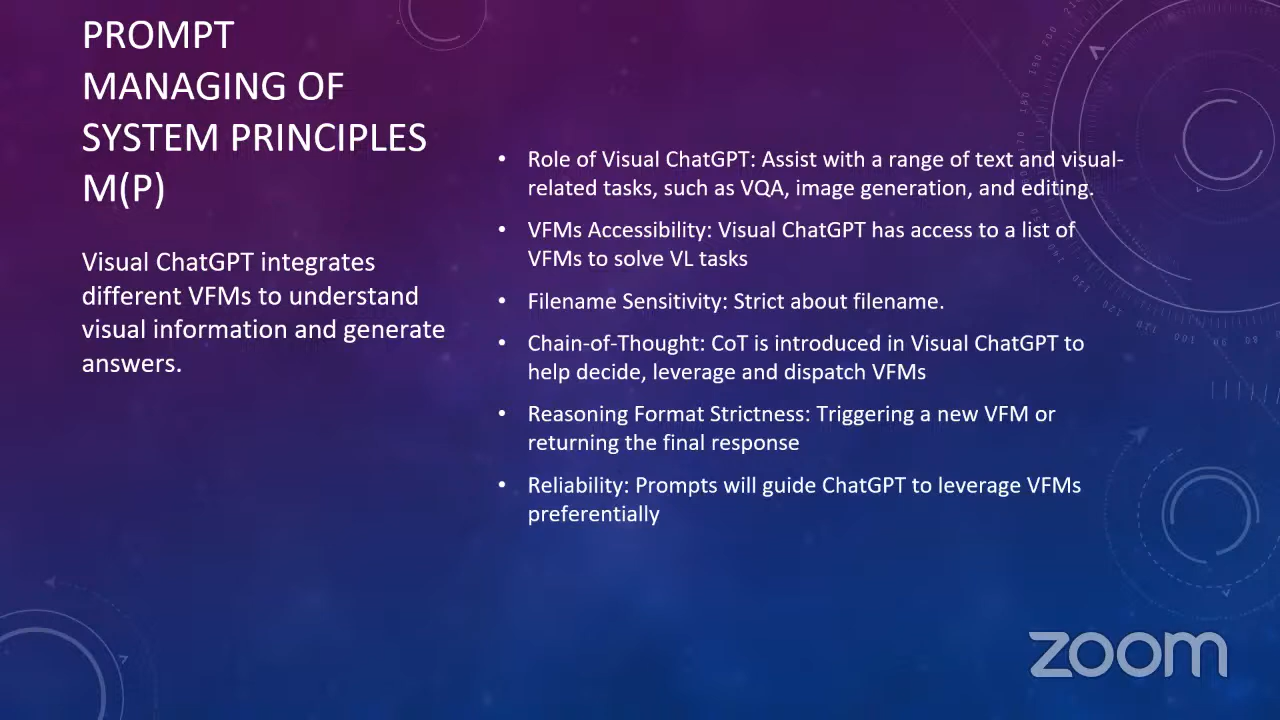 PROMPT
MANAGING OF
SYSTEM PRINCIPLES
M(P)
Visual ChatGPT integrates
different VFMs to understand
visual information and generate
answers.
• Role of Visual ChatGPT: Assist with a range of text and visual-
related tasks, such as VQA, image generation, and editing.
• VFMs Accessibility: Visual ChatGPT has access to a list of
VFMs to solve VL tasks
• Filename Sensitivity: Strict about filename.
• Chain-of-Thought: CoT is introduced in Visual ChatGPT to
help decide, leverage and dispatch VFMs
• Reasoning Format Strictness: Triggering a new VFM or
returning the final response
• Reliability: Prompts will guide ChatGPT to leverage VFMs
preferentially
zoom